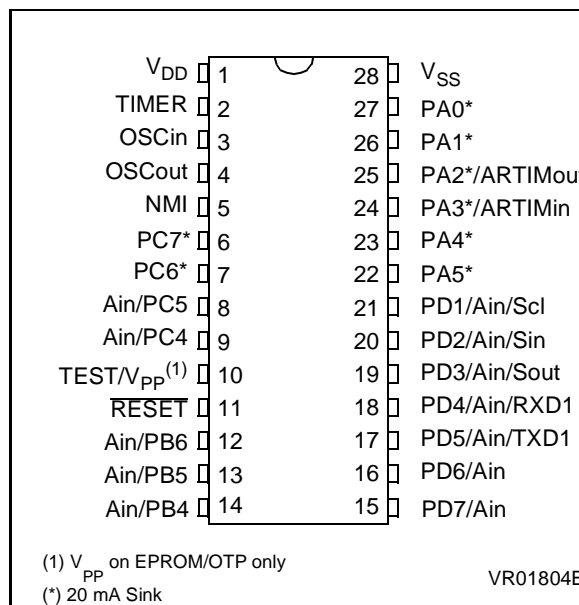 VDD 1 28 VSS
TIMER 2 27 PA0*
OSCin 3 26 PA1*
OSCout 4 25 PA2*/ARTIMout
NMI 5 24 PA3*/ARTIMin
PC7* 6 23 PA4*
PC6* 7 22 PA5*
Ain/PC5 8 21 PD1/Ain/Scl
Ain/PC4 9 20 PD2/Ain/Sin
TEST/VPP(1) 10 19 PD3/Ain/Sout
RESET 11 18 PD4/Ain/RXD1
Ain/PB6 12 17 PD5/Ain/TXD1
Ain/PB5 13 16 PD6/Ain
Ain/PB4 14 15 PD7/Ain
(1) VPP on EPROM/OTP only
(*) 20 mA Sink
VR01804E